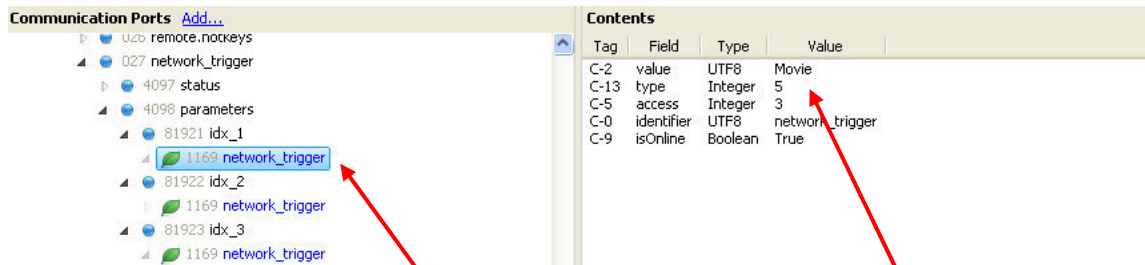 Communication Ports Add...
026 remote.hotkeys
027 network_trigger
4097 status
4098 parameters
81921 idx_1
1169 network_trigger
81922 idx_2
1169 network_trigger
81923 idx_3
1169 network_trigger
Contents
Tag Field Type Value
C-2 value UTF8 Movie
C-13 type Integer 5
C-5 access Integer 3
C-0 identifier UTF8 network_trigger
C-9 isOnline Boolean True